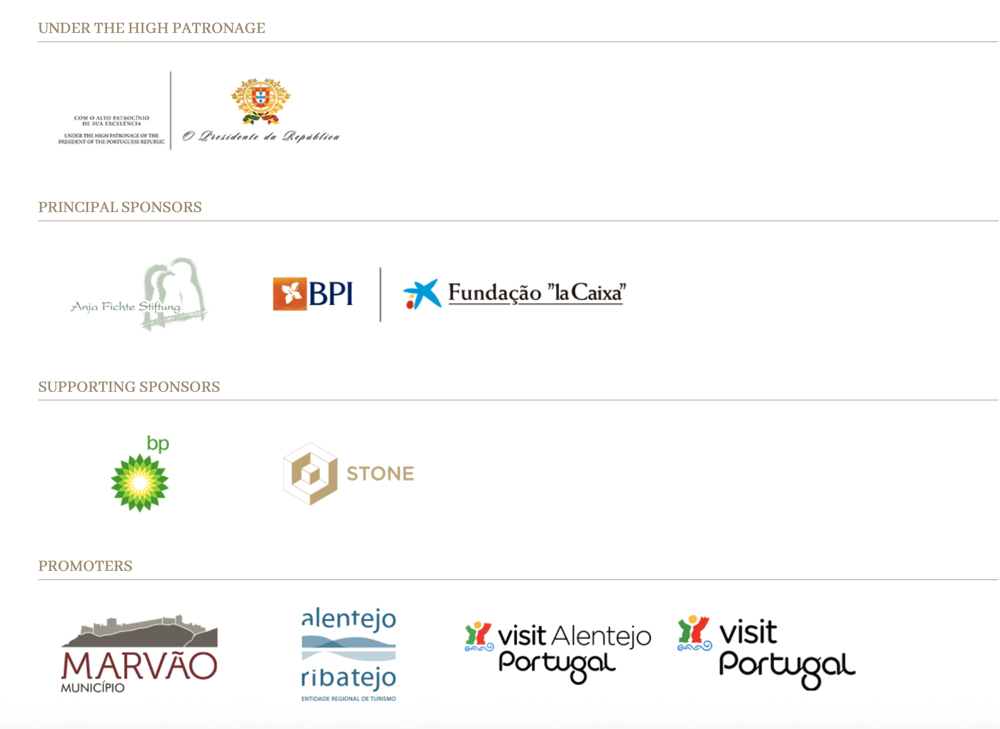 UNDER THE HIGH PATRONAGE
COM O ALTO PATROCÍNIO
DE SUA EXCELÊNCIA
UNDER THE HIGH PATRONAGE OF THE
PRESIDENT OF THE PORTUGUESE REPUBLIC
O Presidente da República
PRINCIPAL SPONSORS
Anja Fichte Stiftung
BPI
Fundação "la Caixa"
SUPPORTING SPONSORS
bp
STONE
PROMOTERS
MARVÃO
MUNICÍPIO
alentejo
ribatejo
ENTIDADE REGIONAL DE TURISMO
visit Alentejo
Portugal
visit
Portugal